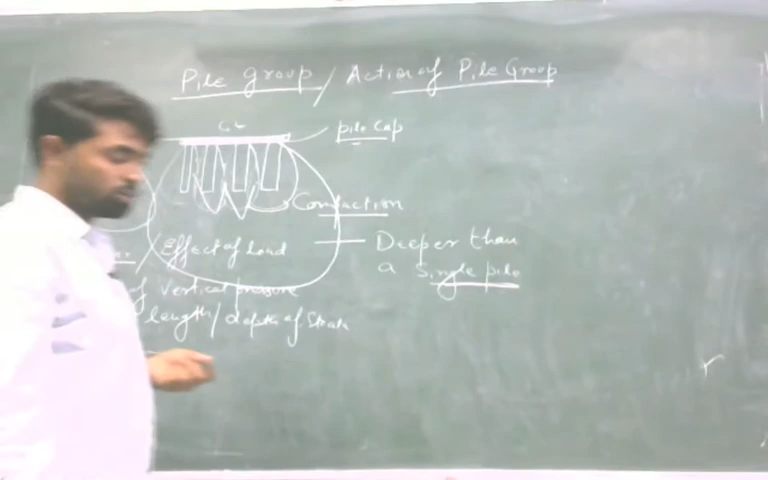 Pile group / Action of Pile Group
G L
pile cap
Compaction
Effect of Load
Deeper than
a single pile
of vertical pressure
length / depth of Strata